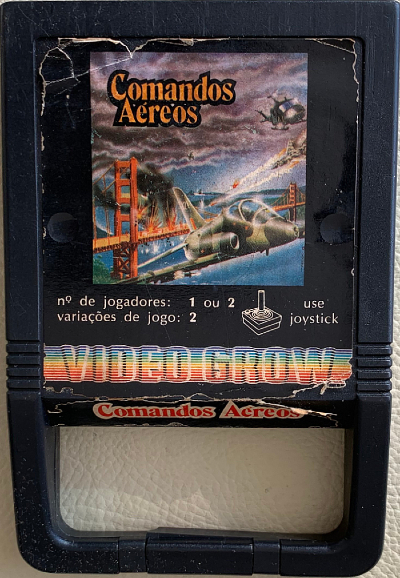 Comandos
Aéreos
nº de jogadores: 1 ou 2
variações de jogo: 2
use
joystick
VIDEO GROW
Comandos Aéreos